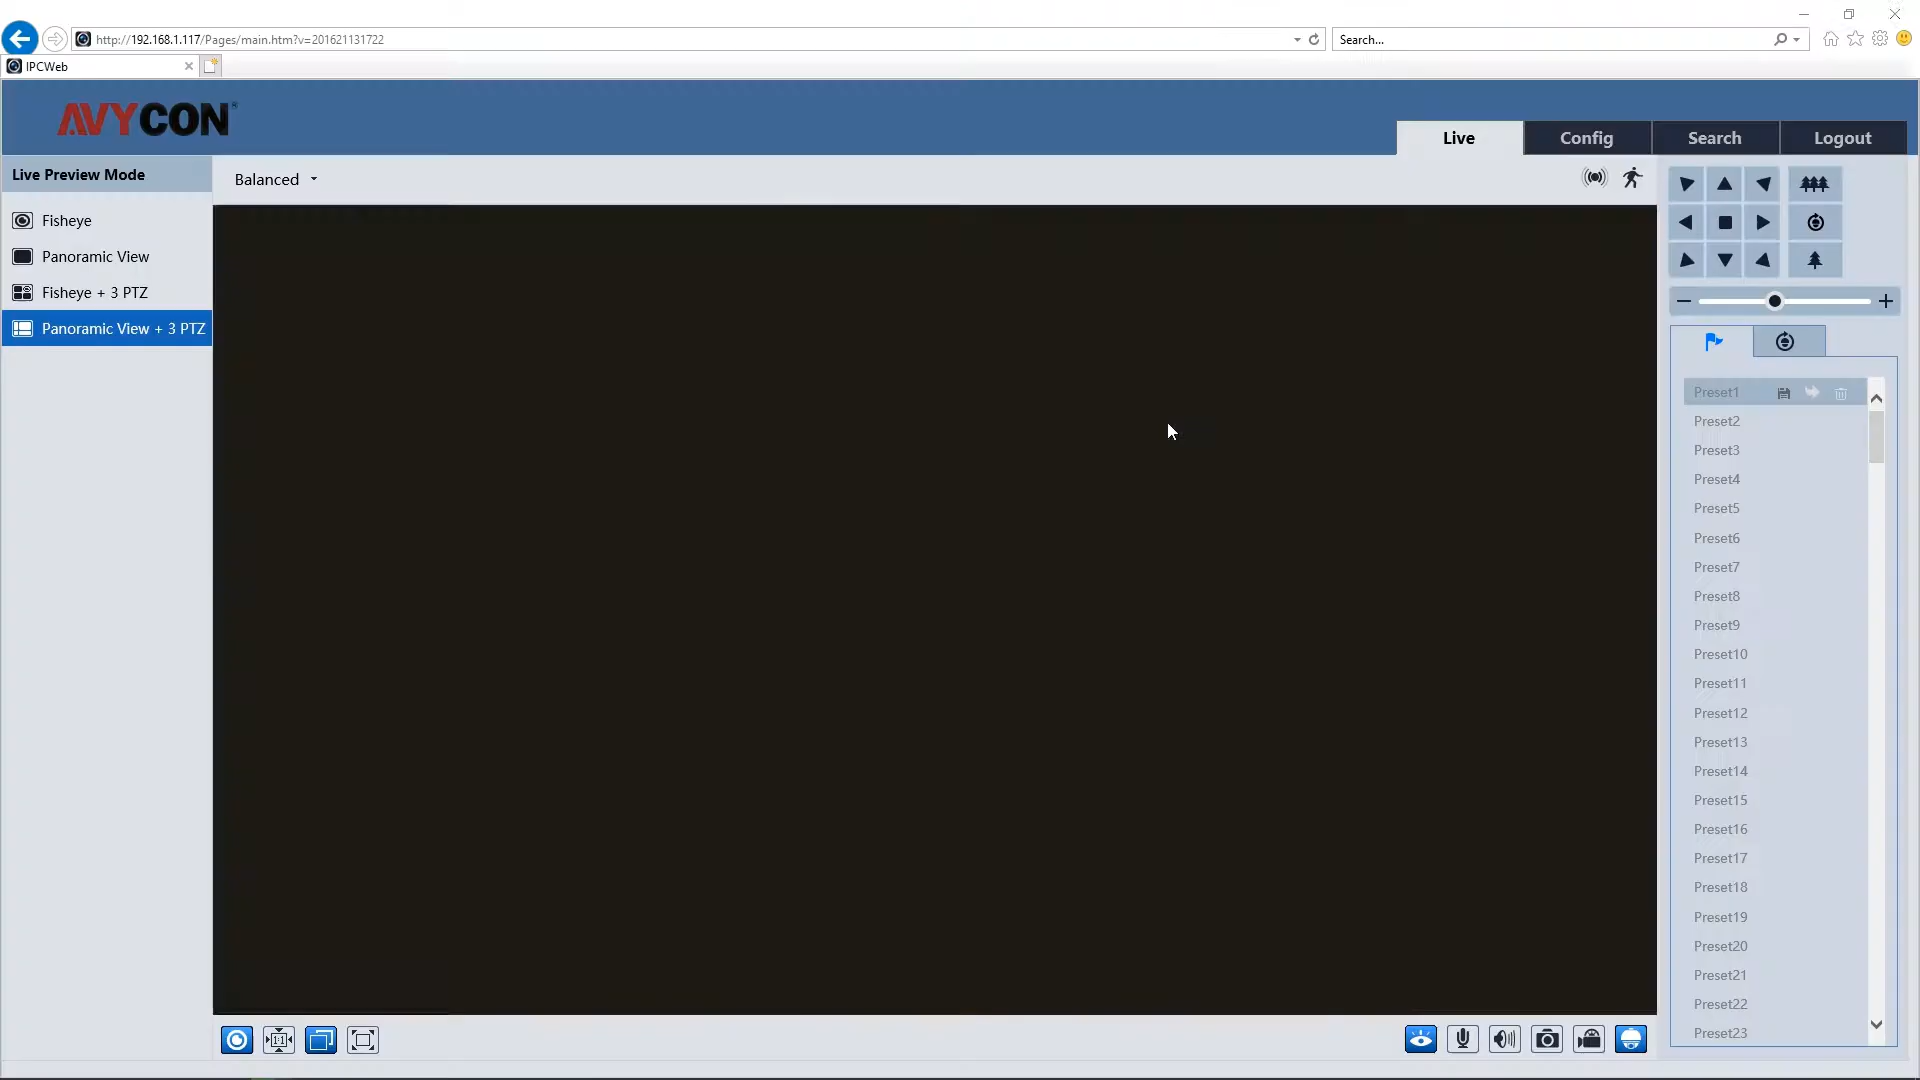 http://192.168.1.117/Pages/main.htm?v=201621131722
Search...
IPCWeb
AVYCON®
Live
Config
Search
Logout
Live Preview Mode
Balanced
Fisheye
Panoramic View
Fisheye + 3 PTZ
Panoramic View + 3 PTZ
Preset1
Preset2
Preset3
Preset4
Preset5
Preset6
Preset7
Preset8
Preset9
Preset10
Preset11
Preset12
Preset13
Preset14
Preset15
Preset16
Preset17
Preset18
Preset19
Preset20
Preset21
Preset22
Preset23
1:1